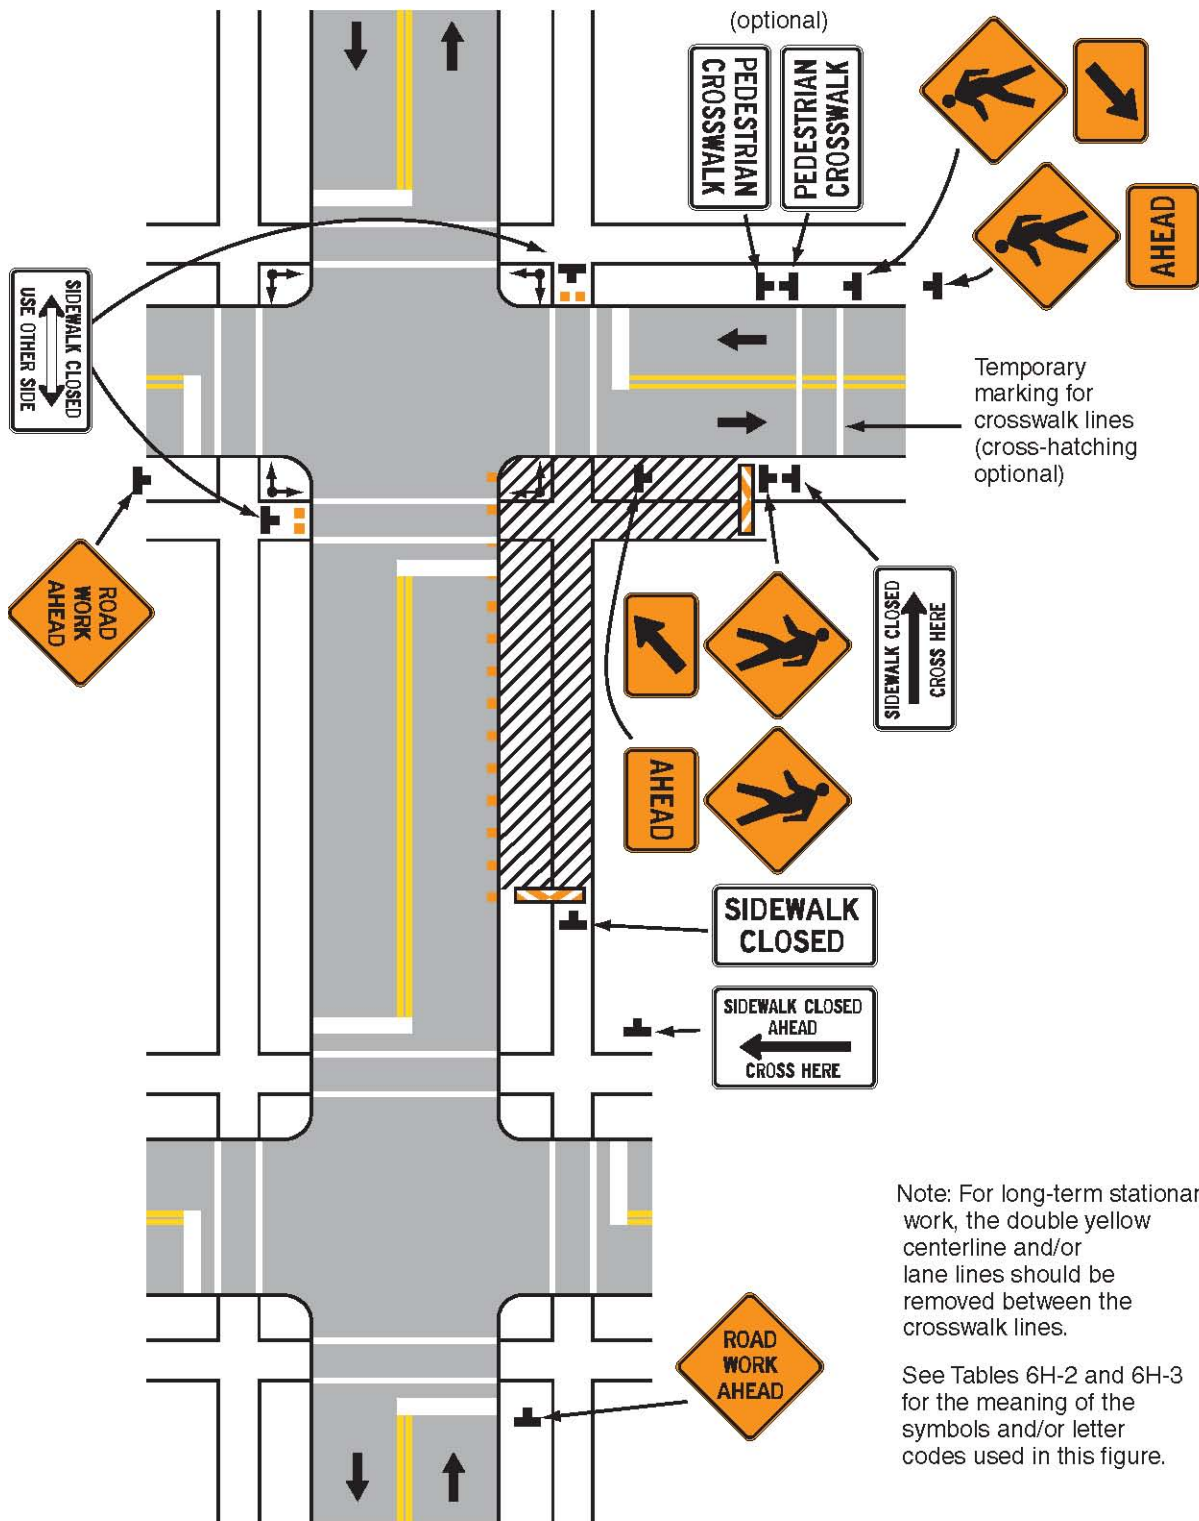 (optional)
PEDESTRIAN
CROSSWALK
PEDESTRIAN
CROSSWALK
AHEAD
SIDEWALK CLOSED
USE OTHER SIDE
Temporary
marking for
crosswalk lines
(cross-hatching
optional)
ROAD
WORK
AHEAD
SIDEWALK CLOSED
CROSS HERE
AHEAD
SIDEWALK
CLOSED
SIDEWALK CLOSED
AHEAD
CROSS HERE
Note: For long-term stationar
work, the double yellow
centerline and/or
lane lines should be
removed between the
crosswalk lines.
ROAD
WORK
AHEAD
See Tables 6H-2 and 6H-3
for the meaning of the
symbols and/or letter
codes used in this figure.